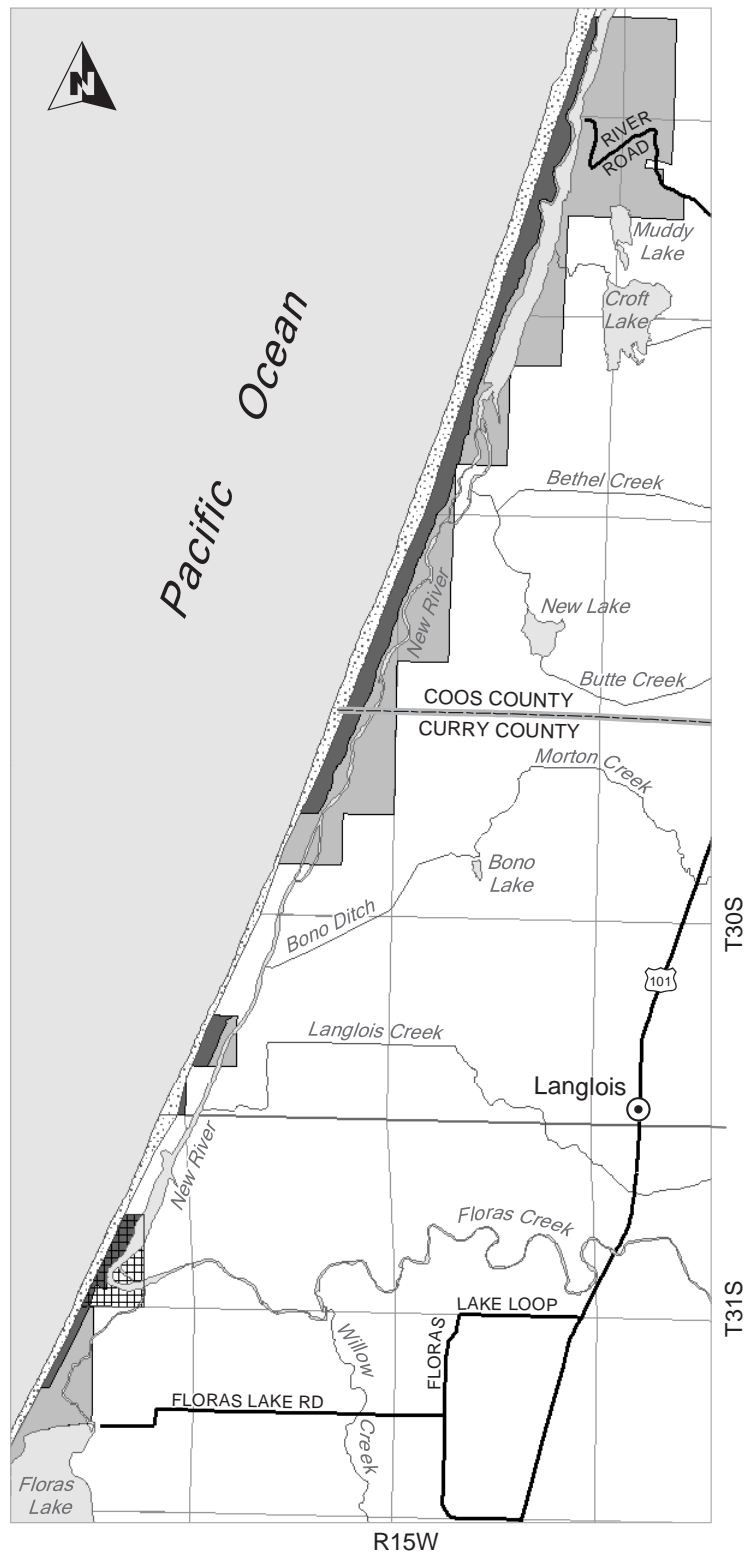 N
RIVER
ROAD
Muddy
Lake
Croft
Lake
Pacific Ocean
Bethel Creek
New River
New Lake
Butte Creek
COOS COUNTY
CURRY COUNTY
Morton Creek
Bono
Lake
Bono Ditch
T30S
101
Langlois Creek
Langlois
New River
Floras Creek
LAKE LOOP
FLORAS
T31S
Willow
Creek
FLORAS LAKE RD
Floras
Lake
R15W